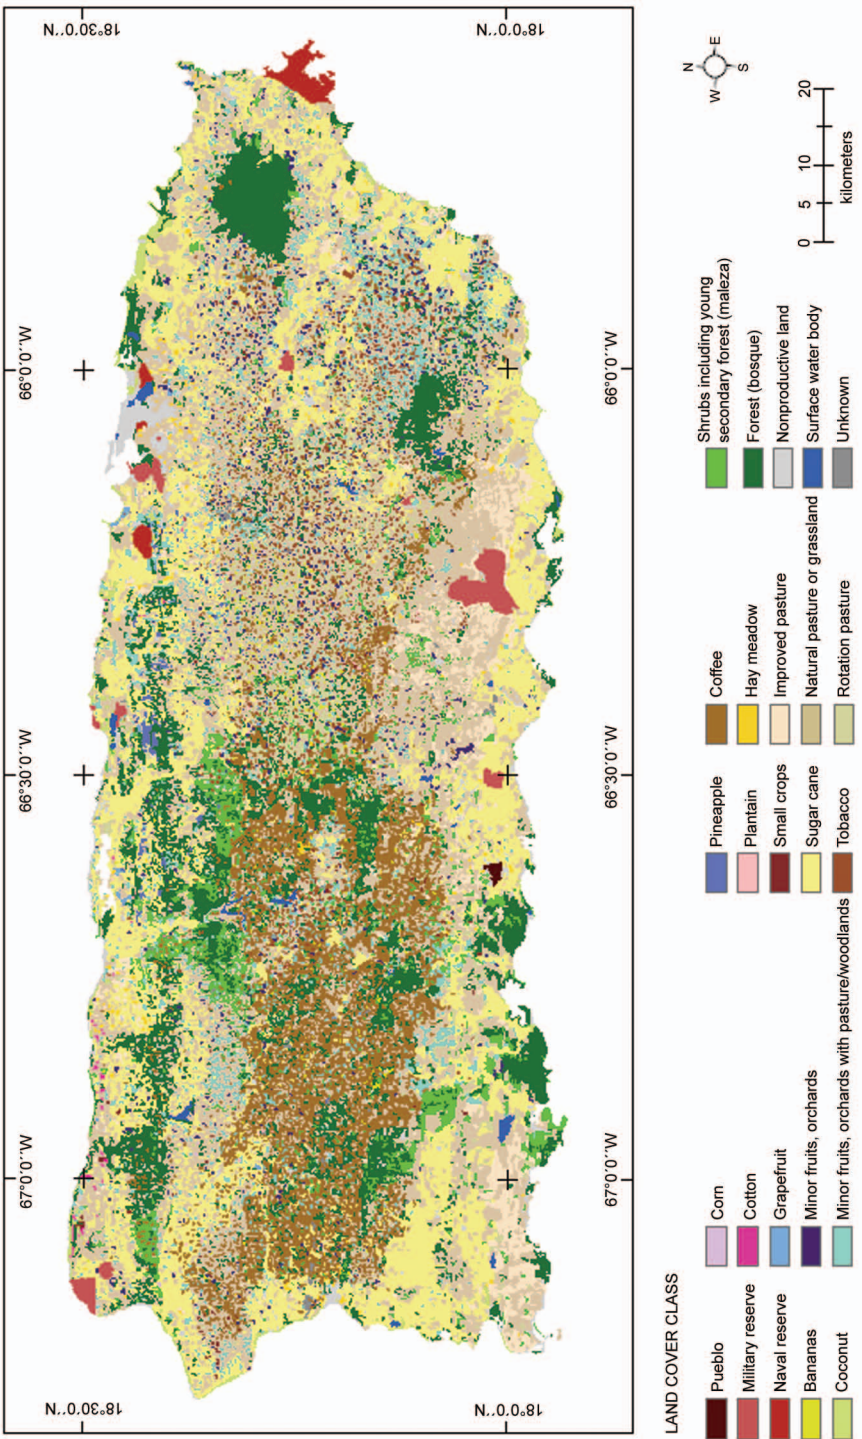 67°0'0"W
66°30'0"W
66°0'0"W
18°30'0"N
18°30'0"N
18°0'0"N
18°0'0"N
67°0'0"W
66°30'0"W
66°0'0"W
LAND COVER CLASS
Pueblo
Military reserve
Naval reserve
Bananas
Coconut
Corn
Cotton
Grapefruit
Minor fruits, orchards
Minor fruits, orchards with pasture/woodlands
Pineapple
Plantain
Small crops
Sugar cane
Tobacco
Coffee
Hay meadow
Improved pasture
Natural pasture or grassland
Rotation pasture
Shrubs including young
secondary forest (maleza)
Forest (bosque)
Nonproductive land
Surface water body
Unknown
N
W E
S
0 5 10 20
kilometers